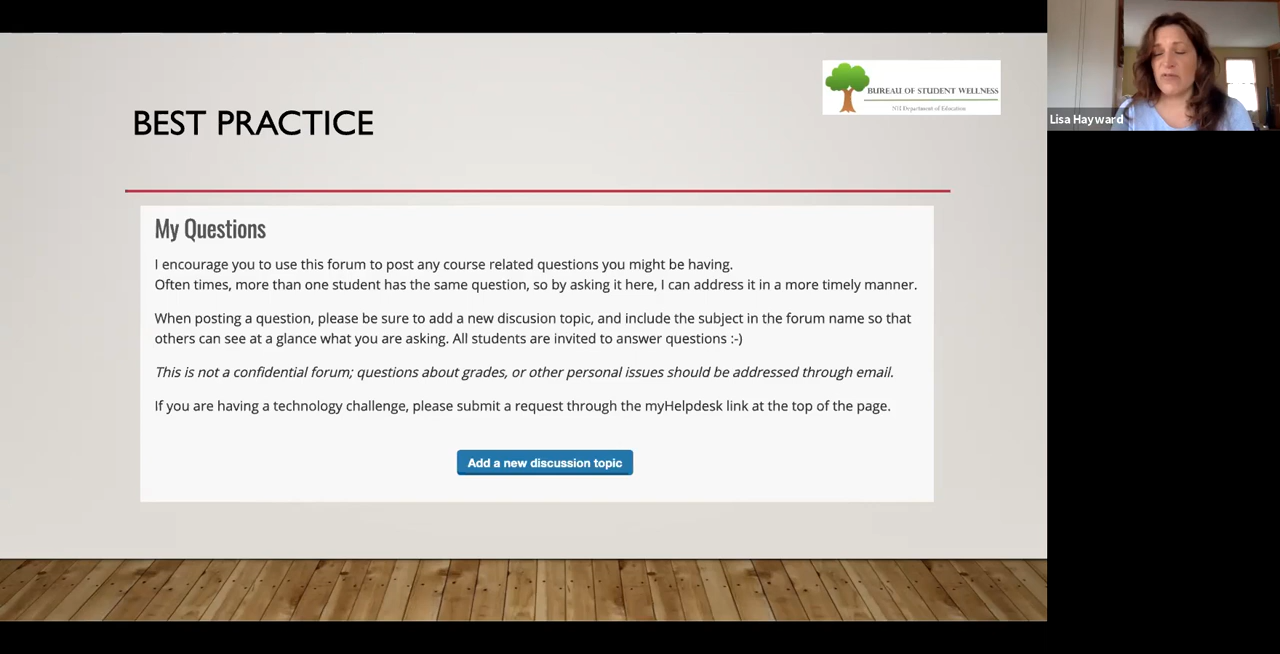 BUREAU OF STUDENT WELLNESS
NH Department of Education
BEST PRACTICE
Lisa Hayward
My Questions
I encourage you to use this forum to post any course related questions you might be having.
Often times, more than one student has the same question, so by asking it here, I can address it in a more timely manner.
When posting a question, please be sure to add a new discusion topic, and include the subject in the forum name so that
others can see at a glance what you are asking. All students are invited to answer questions :-)
This is not a confidential forum; questions about grades, or other personal issues should be addressed through email.
If you are having a technology challenge, please submit a request through the myHelpdesk link at the top of the page.
Add a new discussion topic